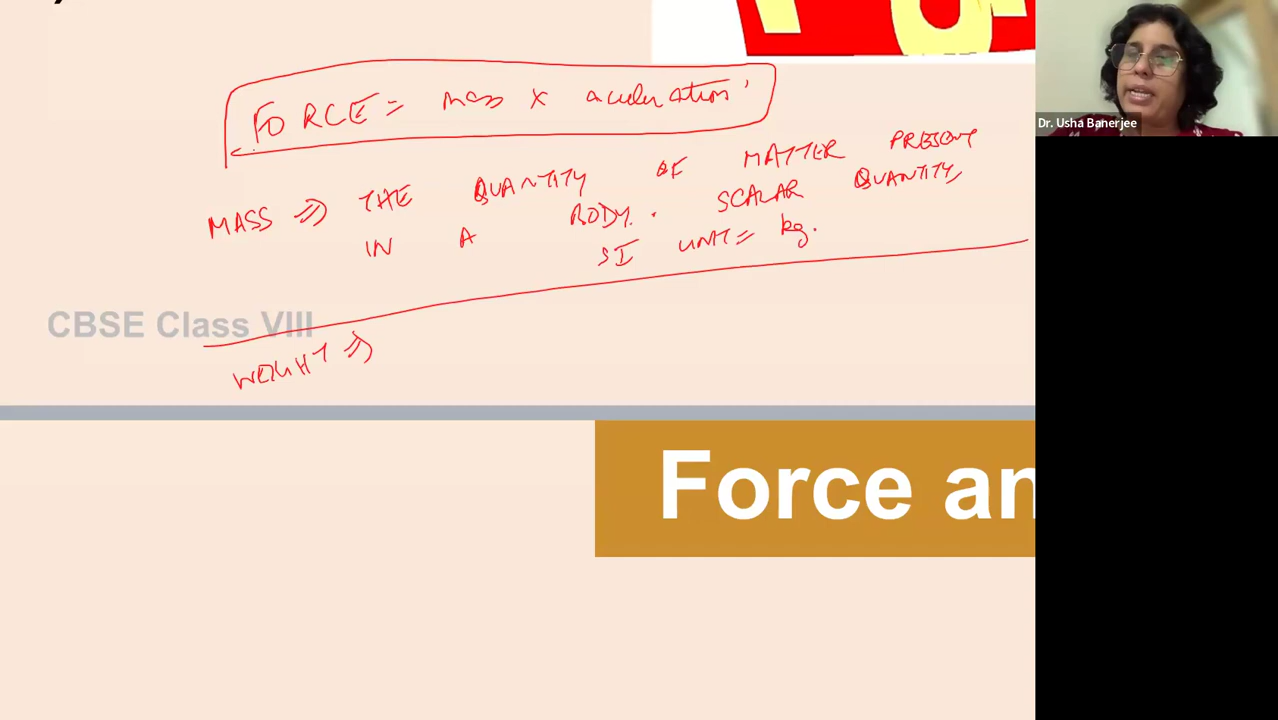 FORCE = mass x acceleration
Dr. Usha Banerjee
MASS ⇒ THE QUANTITY OF MATTER PRESENT
IN A BODY. SCALAR QUANTITY,
SI UNIT = kg.
CBSE Class VIII
WEIGHT ⇒
Force an